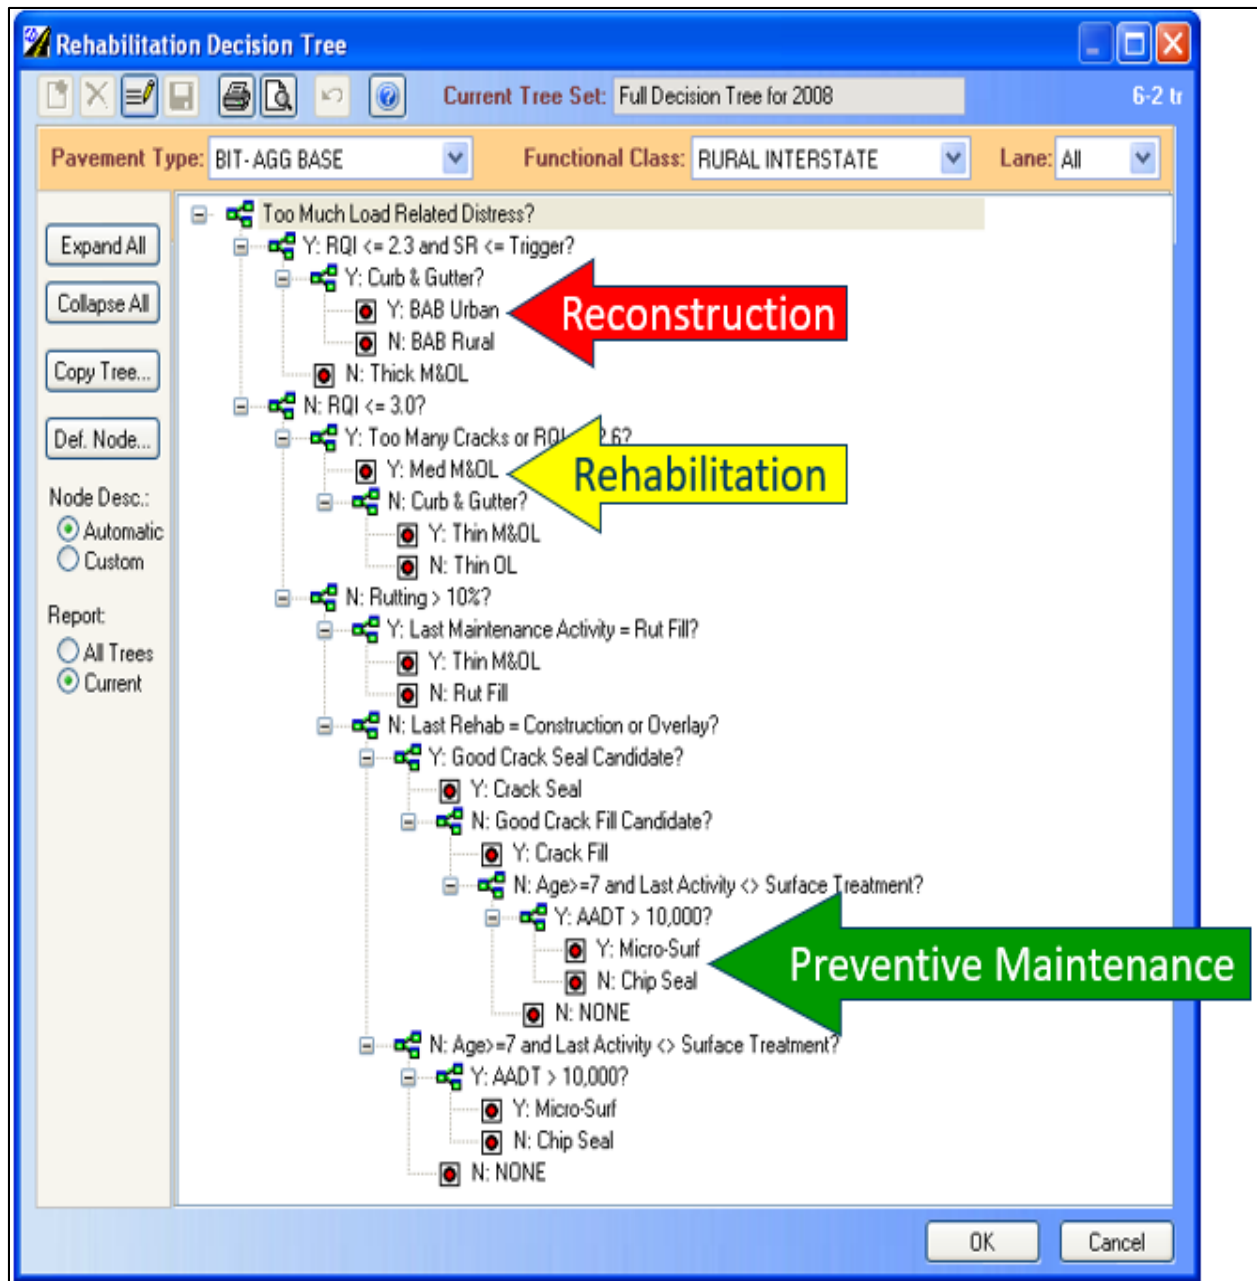 Rehabilitation Decision Tree
Current Tree Set: Full Decision Tree for 2008 6-2 tr
Pavement Type: BIT-AGG BASE Functional Class: RURAL INTERSTATE Lane: All
Too Much Load Related Distress?
Expand All
Y: RQI <= 2.3 and SR <= Trigger?
Y: Curb & Gutter?
Collapse All
Y: BAB Urban
Reconstruction
N: BAB Rural
Copy Tree...
N: Thick M&OL
N: RQI <= 3.0?
Def. Node...
Y: Too Many Cracks or RQI 2.6?
Y: Med M&OL
Rehabilitation
Node Desc.:
N: Curb & Gutter?
Automatic
Y: Thin M&OL
Custom
N: Thin OL
N: Rutting > 10%?
Report:
Y: Last Maintenance Activity = Rut Fill?
All Trees
Y: Thin M&OL
Current
N: Rut Fill
N: Last Rehab = Construction or Overlay?
Y: Good Crack Seal Candidate?
Y: Crack Seal
N: Good Crack Fill Candidate?
Y: Crack Fill
N: Age>=7 and Last Activity <> Surface Treatment?
Y: AADT > 10,000?
Y: Micro-Surf
Preventive Maintenance
N: Chip Seal
N: NONE
N: Age>=7 and Last Activity <> Surface Treatment?
Y: AADT > 10,000?
Y: Micro-Surf
N: Chip Seal
N: NONE
OK Cancel